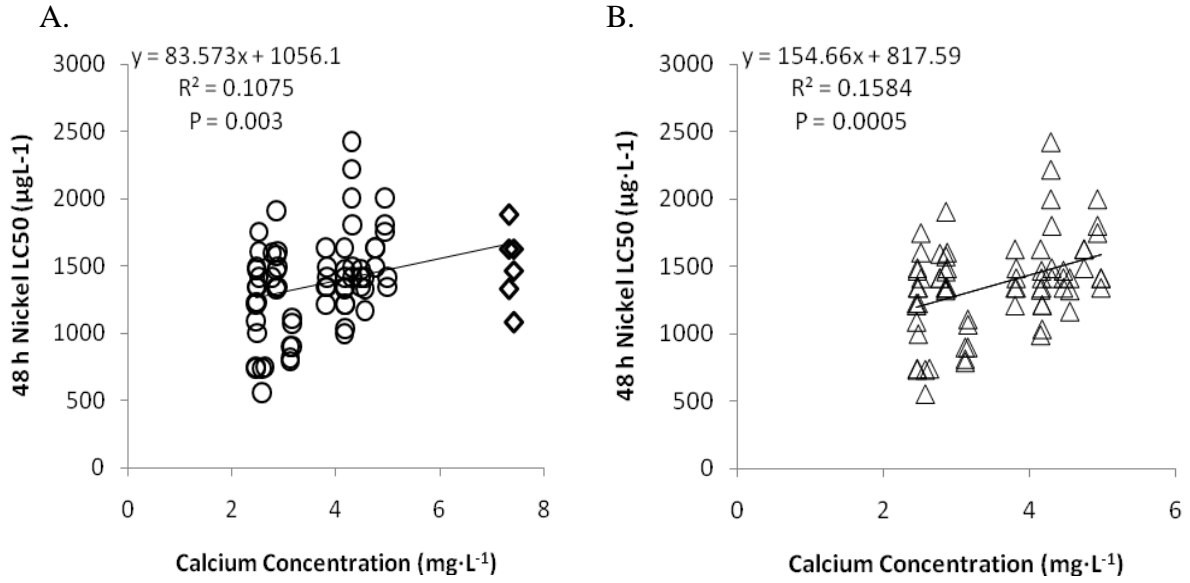 A.
y = 83.573x + 1056.1
R² = 0.1075
P = 0.003
3000
2500
2000
1500
1000
500
0
0 2 4 6 8
48 h Nickel LC50 (µgL-1)
Calcium Concentration (mg·L-1)
B.
y = 154.66x + 817.59
R² = 0.1584
P = 0.0005
3000
2500
2000
1500
1000
500
0
0 2 4 6
48 h Nickel LC50 (µg·L-1)
Calcium Concentration (mg·L-1)